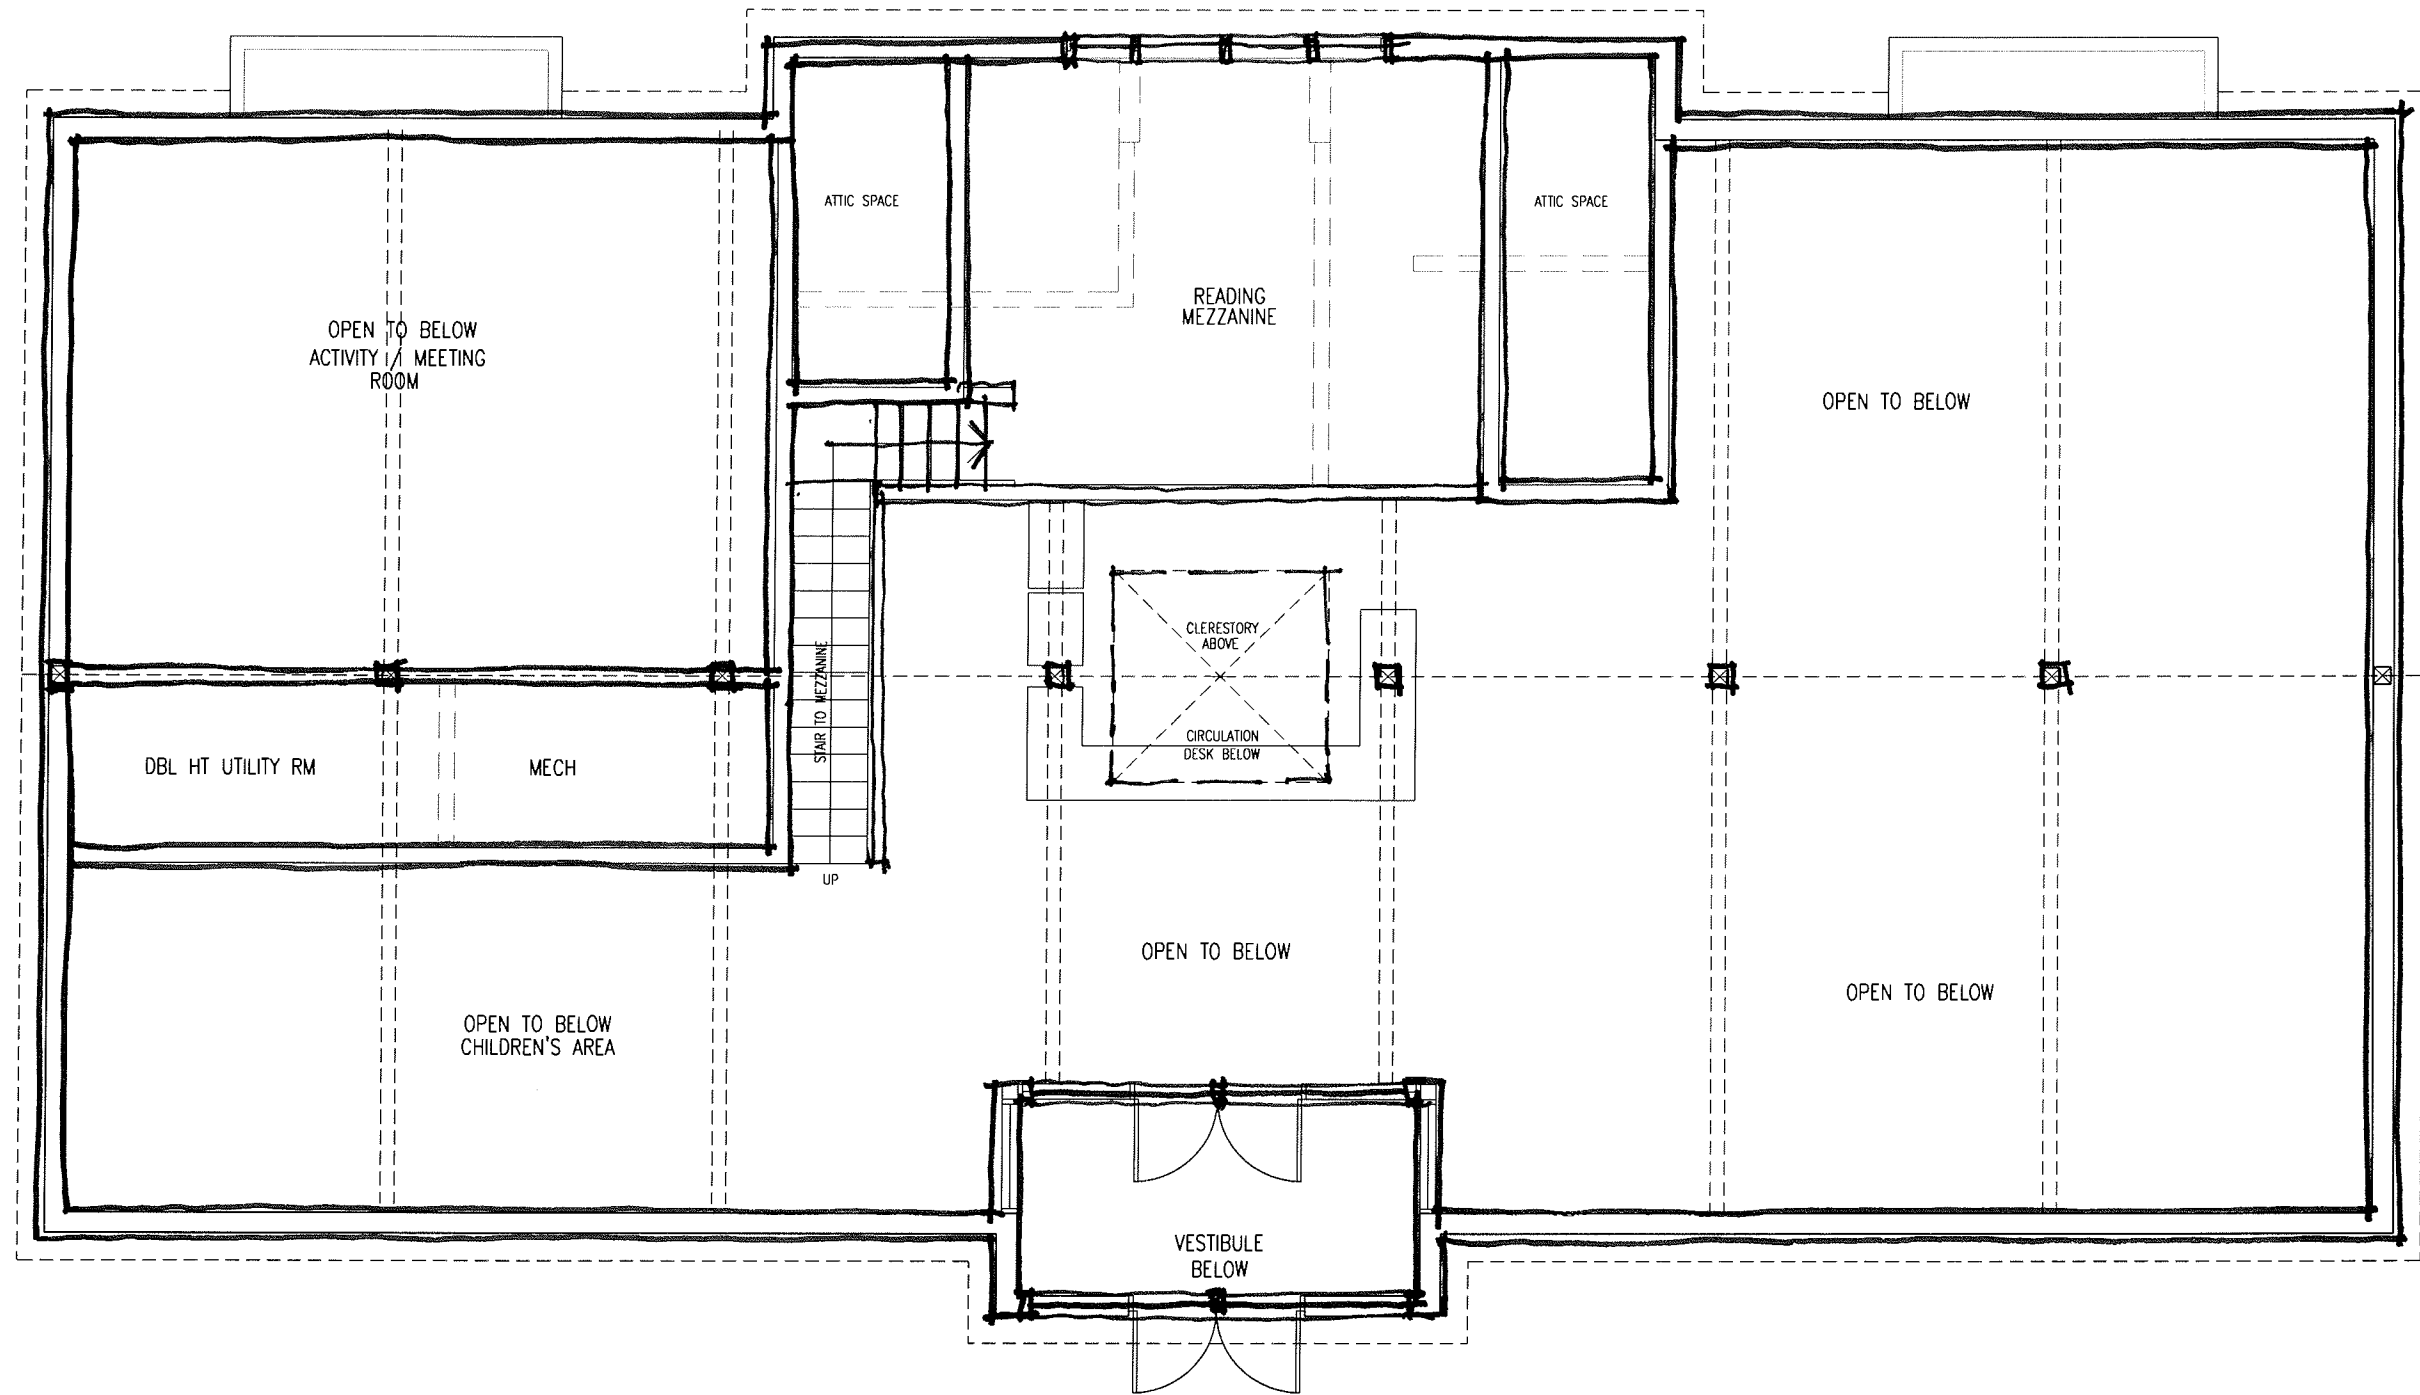 ATTIC SPACE
ATTIC SPACE
READING
MEZZANINE
OPEN TO BELOW
ACTIVITY / MEETING
ROOM
OPEN TO BELOW
CLERESTORY
ABOVE
STAIR TO MEZZANINE
CIRCULATION
DESK BELOW
DBL HT UTILITY RM
MECH
UP
OPEN TO BELOW
OPEN TO BELOW
OPEN TO BELOW
CHILDREN'S AREA
VESTIBULE
BELOW